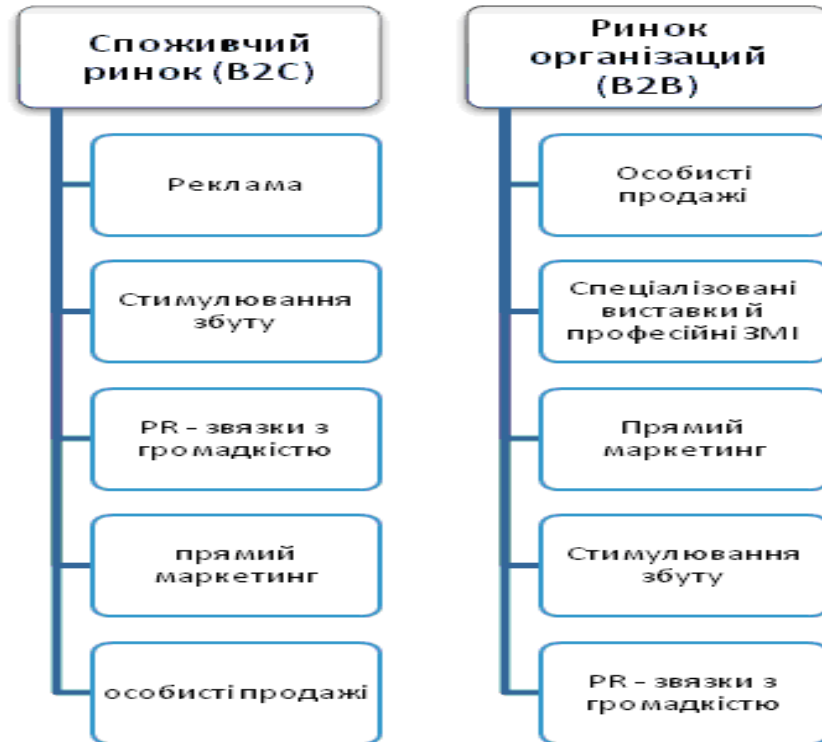 Споживчий
ринок (B2C)
Реклама
Стимулювання
збуту
PR – звязки з
громадкістю
прямий
маркетинг
особисті продажі
Ринок
організаций
(B2B)
Особисті
продажі
Спеціалізовані
виставки й
професійні ЗМІ
Прямий
маркетинг
Стимулювання
збуту
PR – звязки з
громадкістю